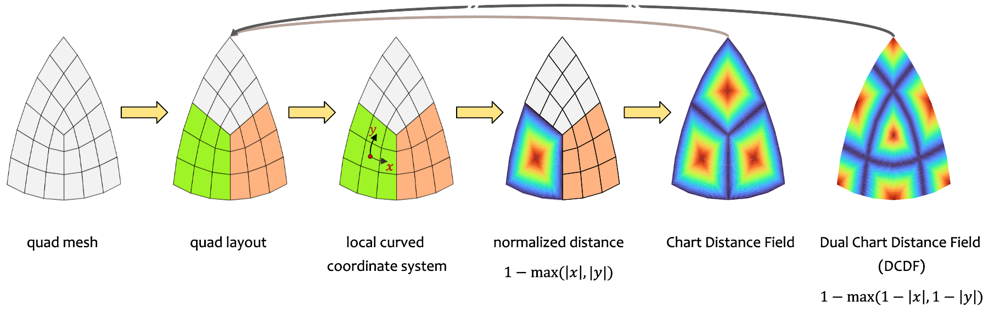 y
x
quad mesh
quad layout
local curved
coordinate system
normalized distance
1 − max(|x|, |y|)
Chart Distance Field
Dual Chart Distance Field
(DCDF)
1 − max(1 − |x|, 1 − |y|)